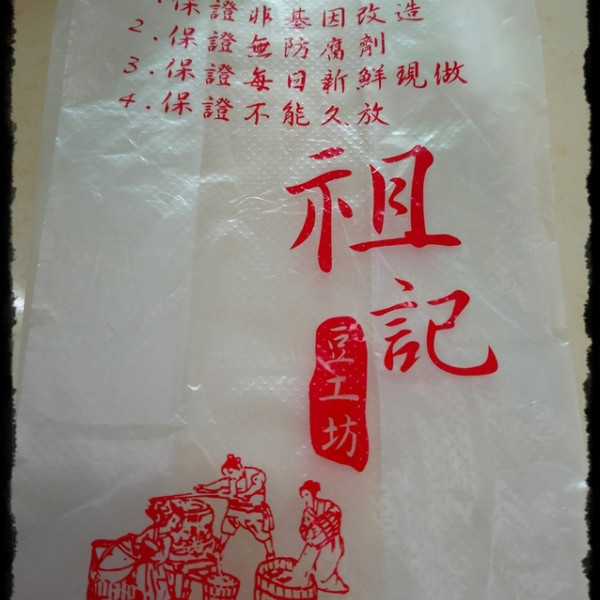 1.保證非基因改造
2.保證無防腐劑
3.保證每日新鮮現做
4.保證不能久放
祖記
豆工坊